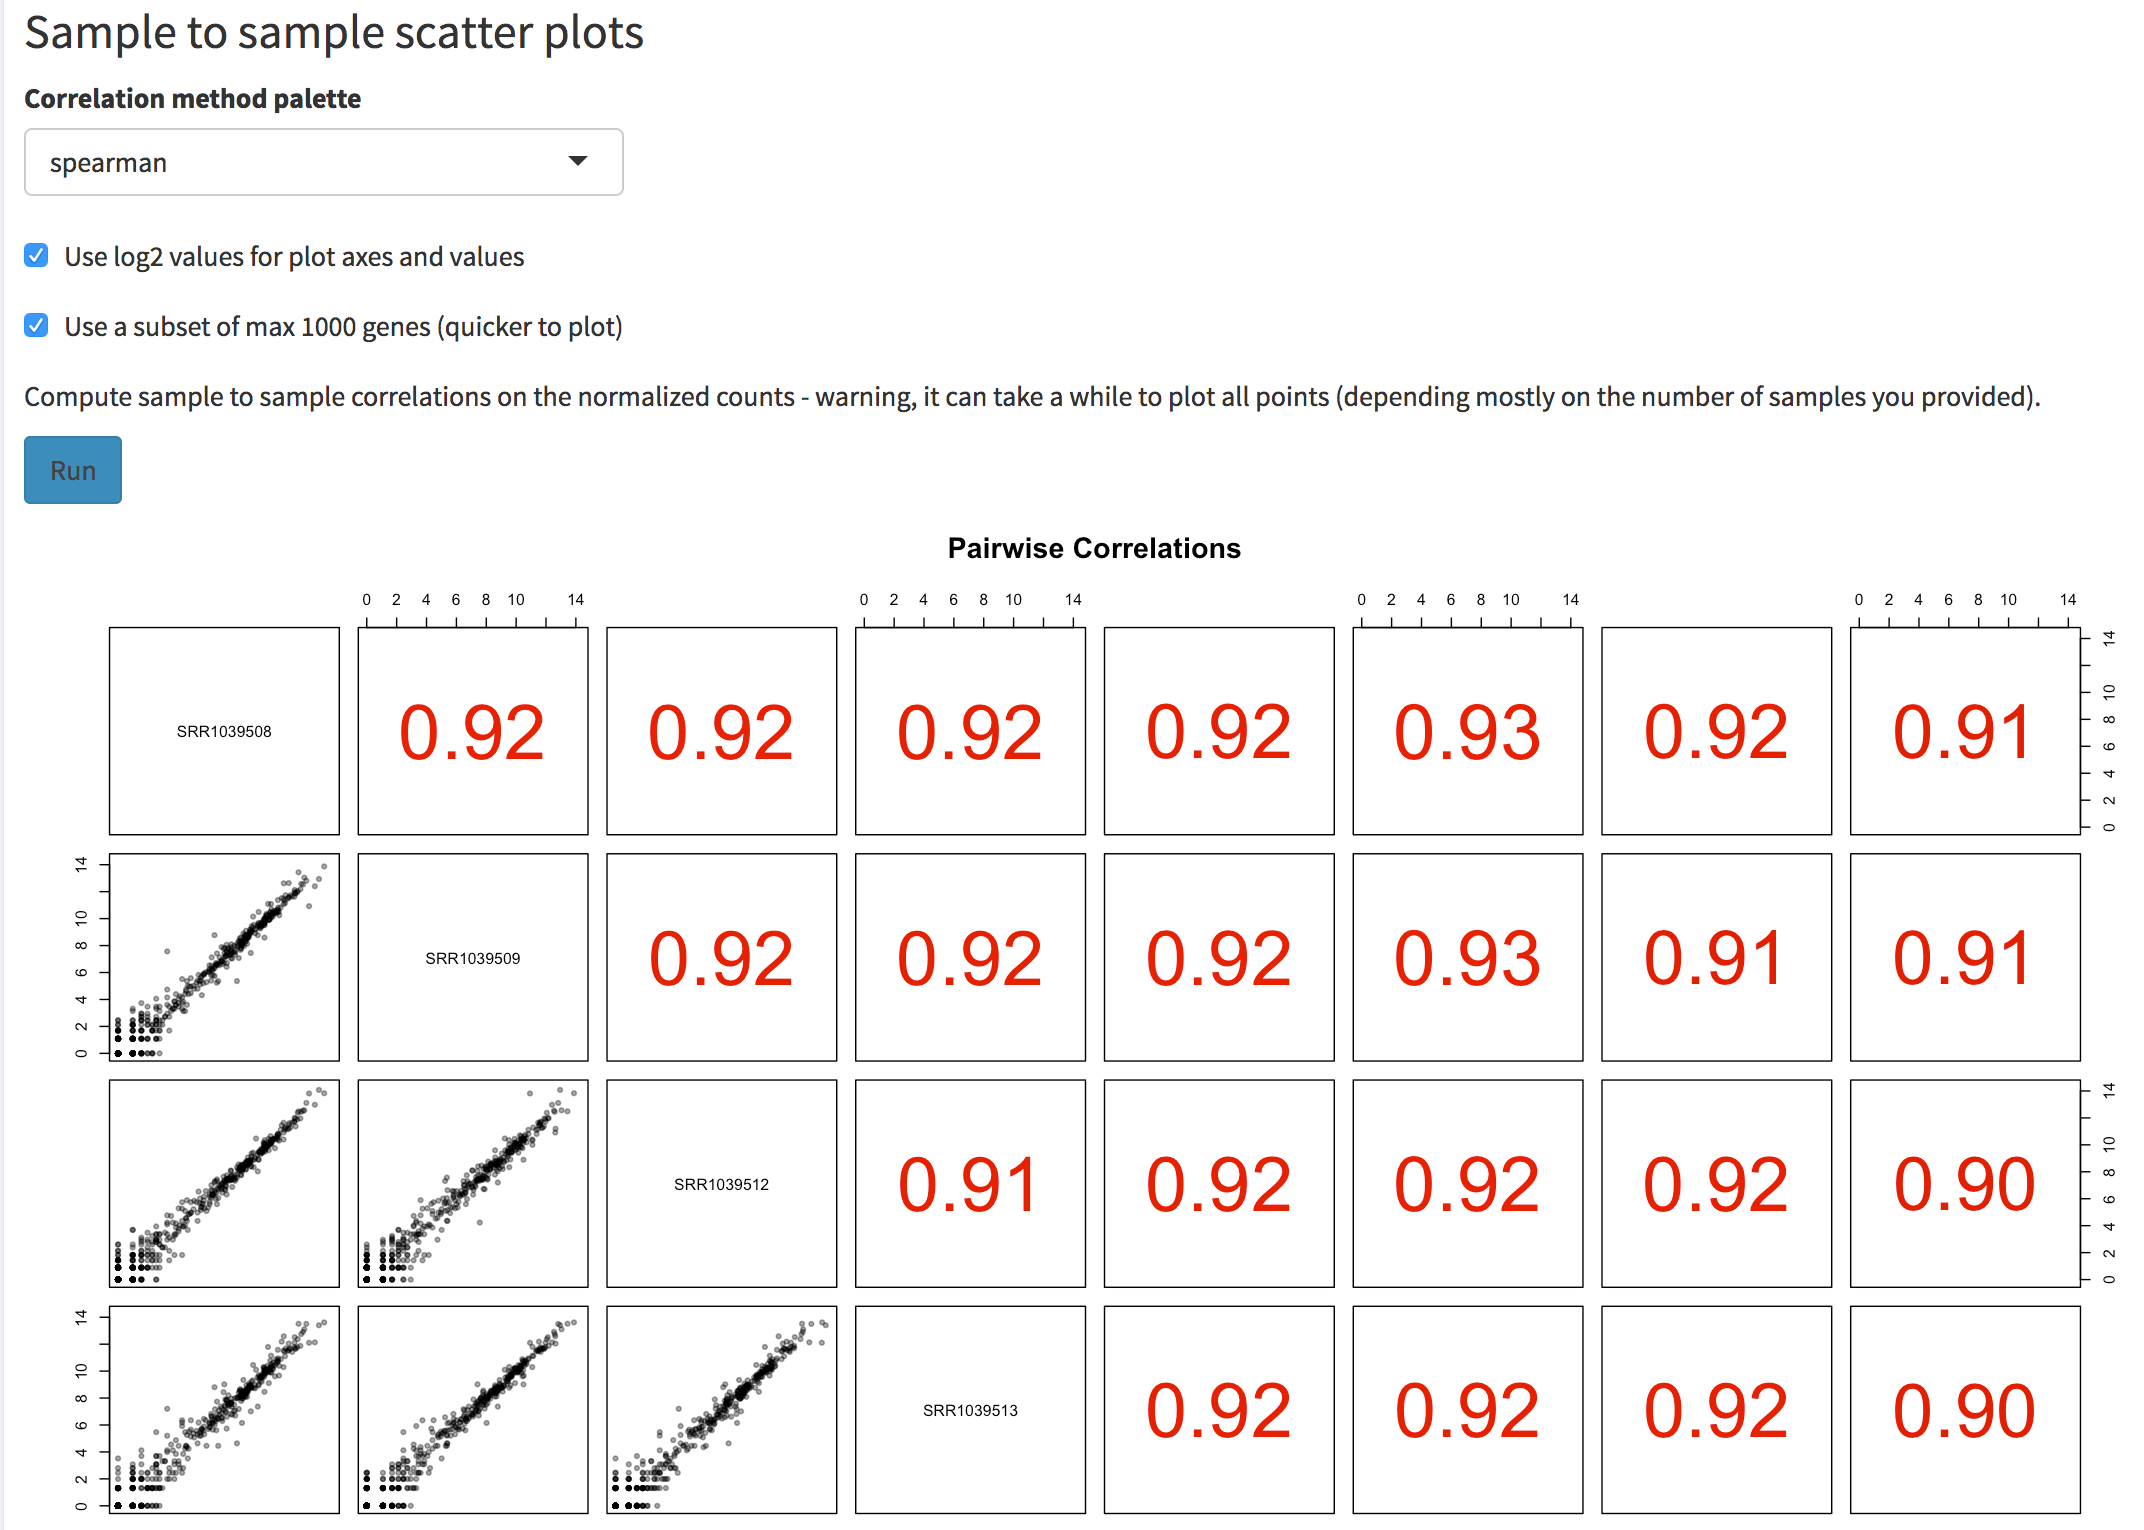 Sample to sample scatter plots
Correlation method palette
spearman
Use log2 values for plot axes and values
Use a subset of max 1000 genes (quicker to plot)
Compute sample to sample correlations on the normalized counts - warning, it can take a while to plot all points (depending mostly on the number of samples you provided).
Run
Pairwise Correlations
0 2 4 6 8 10 14 0 2 4 6 8 10 14 0 2 4 6 8 10 14 0 2 4 6 8 10 14
SRR1039508 0.92 0.92 0.92 0.92 0.93 0.92 0.91
0 2 4 6 8 10 14
0 2 4 6 8 10 14
SRR1039509 0.92 0.92 0.92 0.93 0.91 0.91
SRR1039512 0.91 0.92 0.92 0.92 0.90
0 2 4 6 8 10 14
0 2 4 6 8 10 14
SRR1039513 0.92 0.92 0.92 0.90